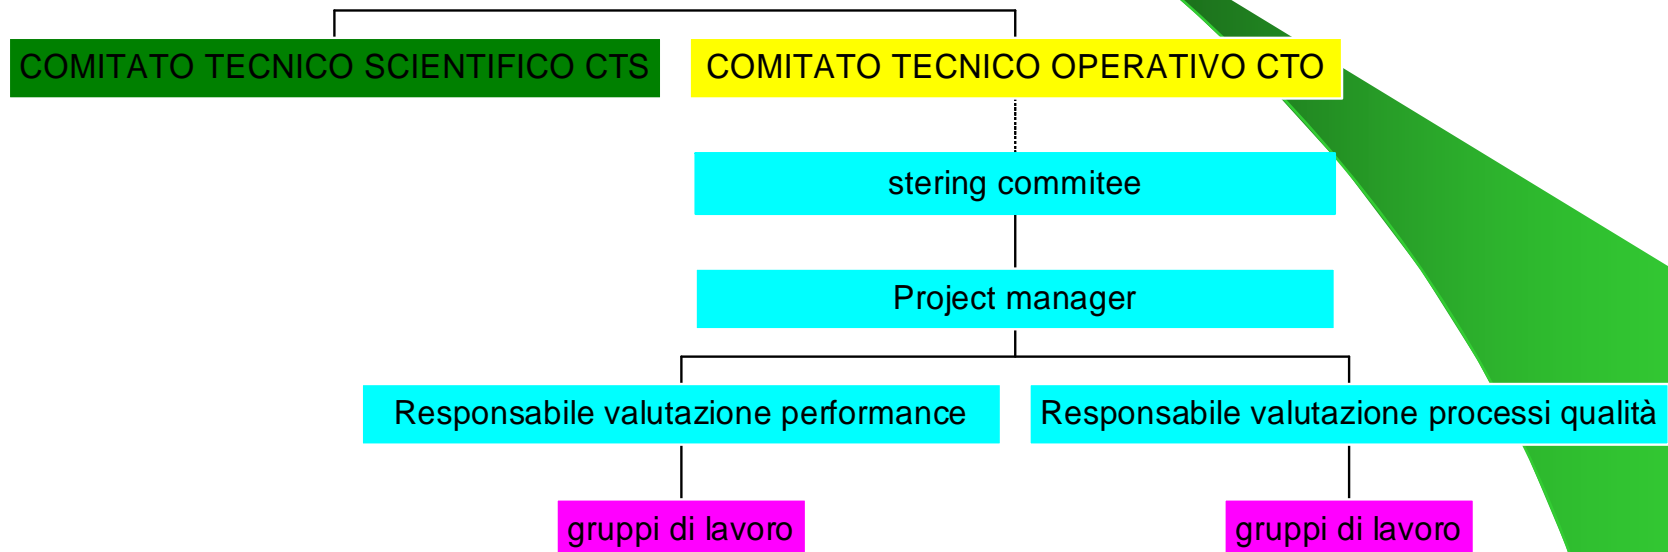 COMITATO TECNICO SCIENTIFICO CTS
COMITATO TECNICO OPERATIVO CTO
stering commitee
Project manager
Responsabile valutazione performance
Responsabile valutazione processi qualità
gruppi di lavoro
gruppi di lavoro